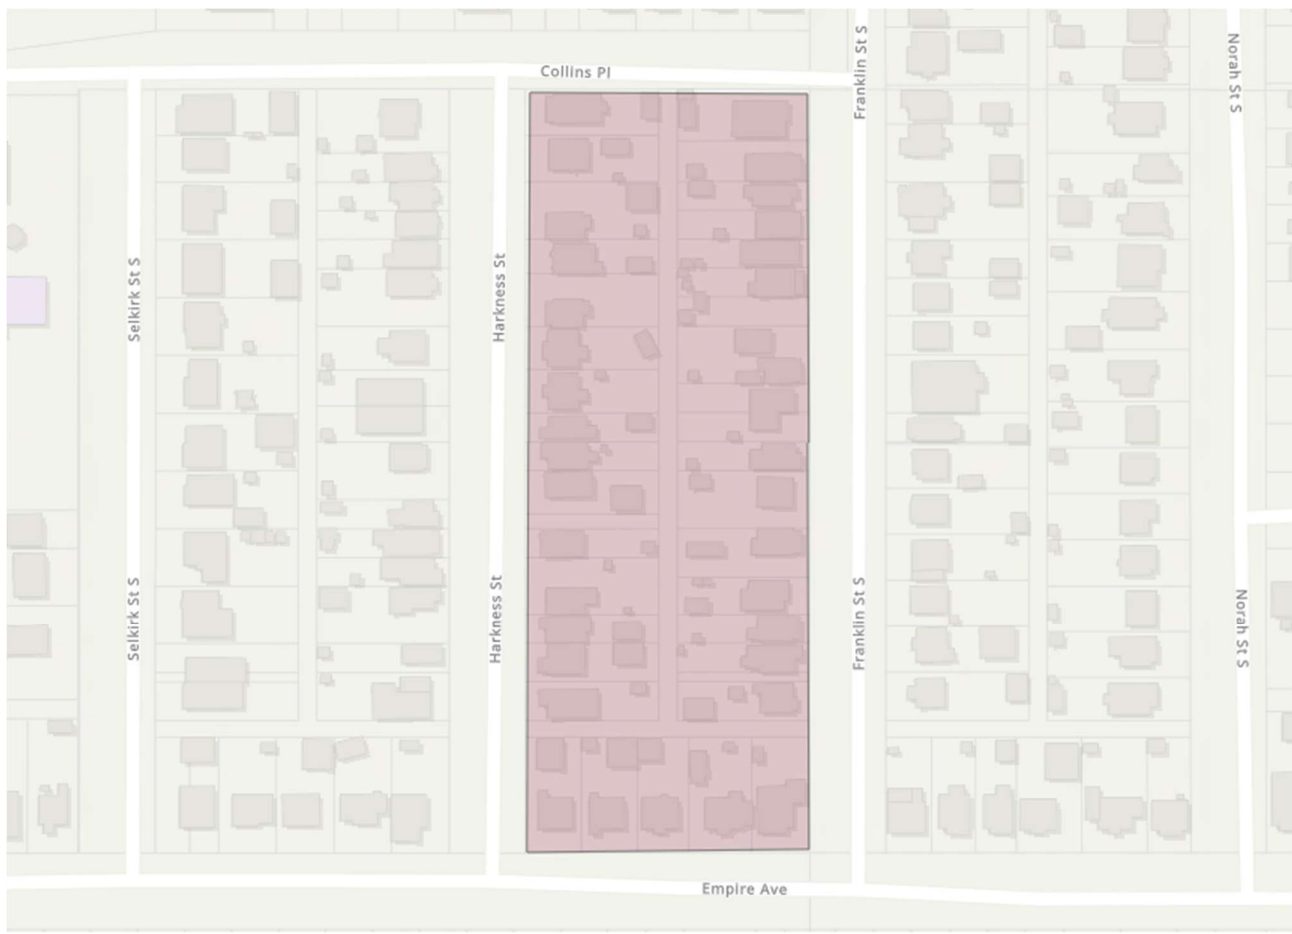 Collins Pl
Franklin St S
Norah St S
Selkirk St S
Harkness St
Selkirk St S
Harkness St
Franklin St S
Norah St S
Empire Ave